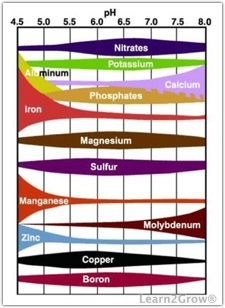 pH
4.5 5.0 5.5 6.0 6.5 7.0 7.5 8.0
Nitrates
Potassium
Aluminum
Calcium
Phosphates
Iron
Magnesium
Sulfur
Manganese
Molybdenum
Zinc
Copper
Boron
Learn2Grow®